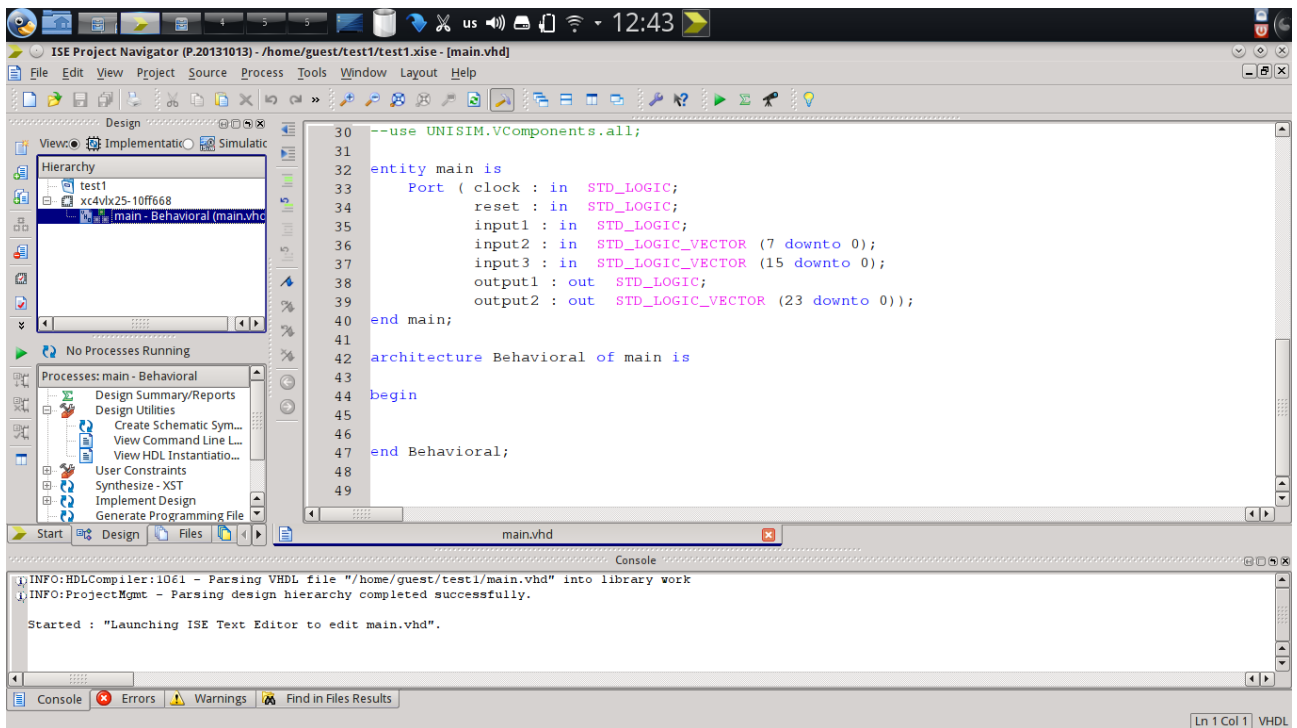 4 5 5 us 12:43
ISE Project Navigator (P.20131013) - /home/guest/test1/test1.xise - [main.vhd]
File Edit View Project Source Process Tools Window Layout Help
Design
View: Implementatic Simulatic
Hierarchy
test1
xc4vlx25-10ff668
main - Behavioral (main.vhd
No Processes Running
Processes: main - Behavioral
Design Summary/Reports
Design Utilities
Create Schematic Sym...
View Command Line L...
View HDL Instantiatio...
User Constraints
Synthesize - XST
Implement Design
Generate Programming File
Start Design Files
30 --use UNISIM.VComponents.all;
31
32 entity main is
33 Port ( clock : in STD_LOGIC;
34 reset : in STD_LOGIC;
35 input1 : in STD_LOGIC;
36 input2 : in STD_LOGIC_VECTOR (7 downto 0);
37 input3 : in STD_LOGIC_VECTOR (15 downto 0);
38 output1 : out STD_LOGIC;
39 output2 : out STD_LOGIC_VECTOR (23 downto 0));
40 end main;
41
42 architecture Behavioral of main is
43
44 begin
45
46
47 end Behavioral;
48
49
main.vhd
Console
INFO:HDLCompiler:1061 - Parsing VHDL file "/home/guest/test1/main.vhd" into library work
INFO:ProjectMgmt - Parsing design hierarchy completed successfully.
Started : "Launching ISE Text Editor to edit main.vhd".
Console Errors Warnings Find in Files Results
Ln 1 Col 1 VHDL